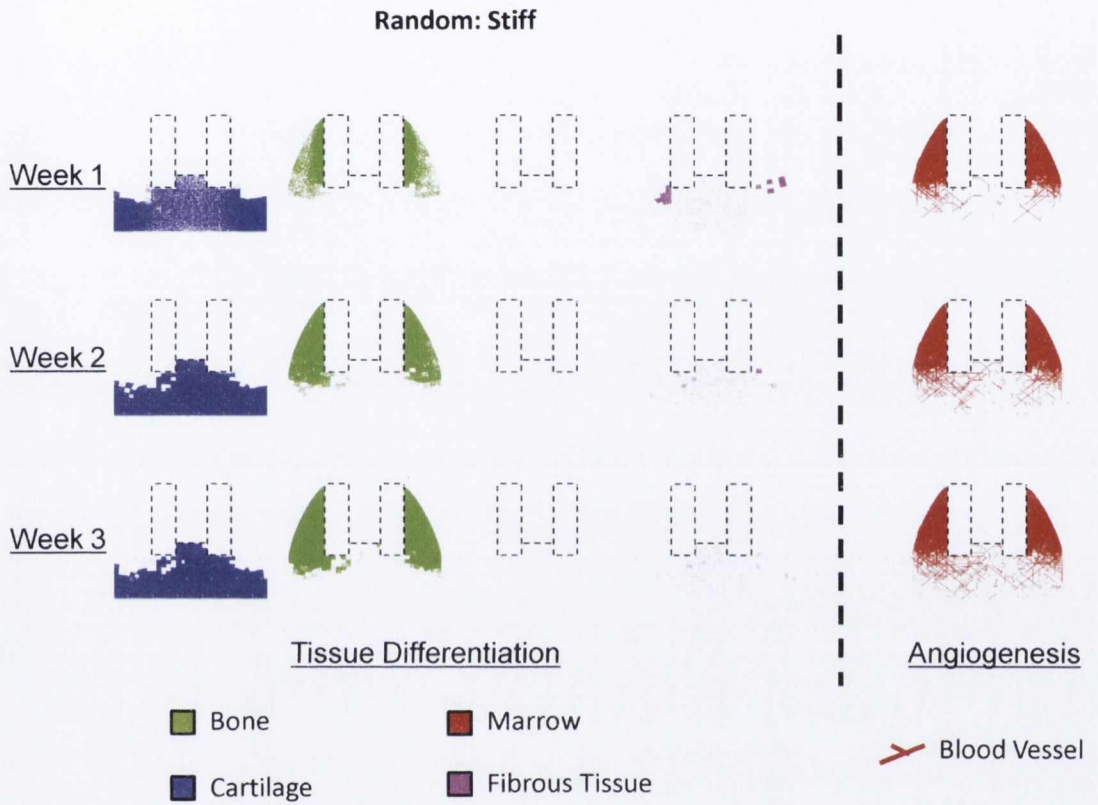 Random: Stiff
Week 1
Week 2
Week 3
Tissue Differentiation
Angiogenesis
Bone
Marrow
Blood Vessel
Cartilage
Fibrous Tissue